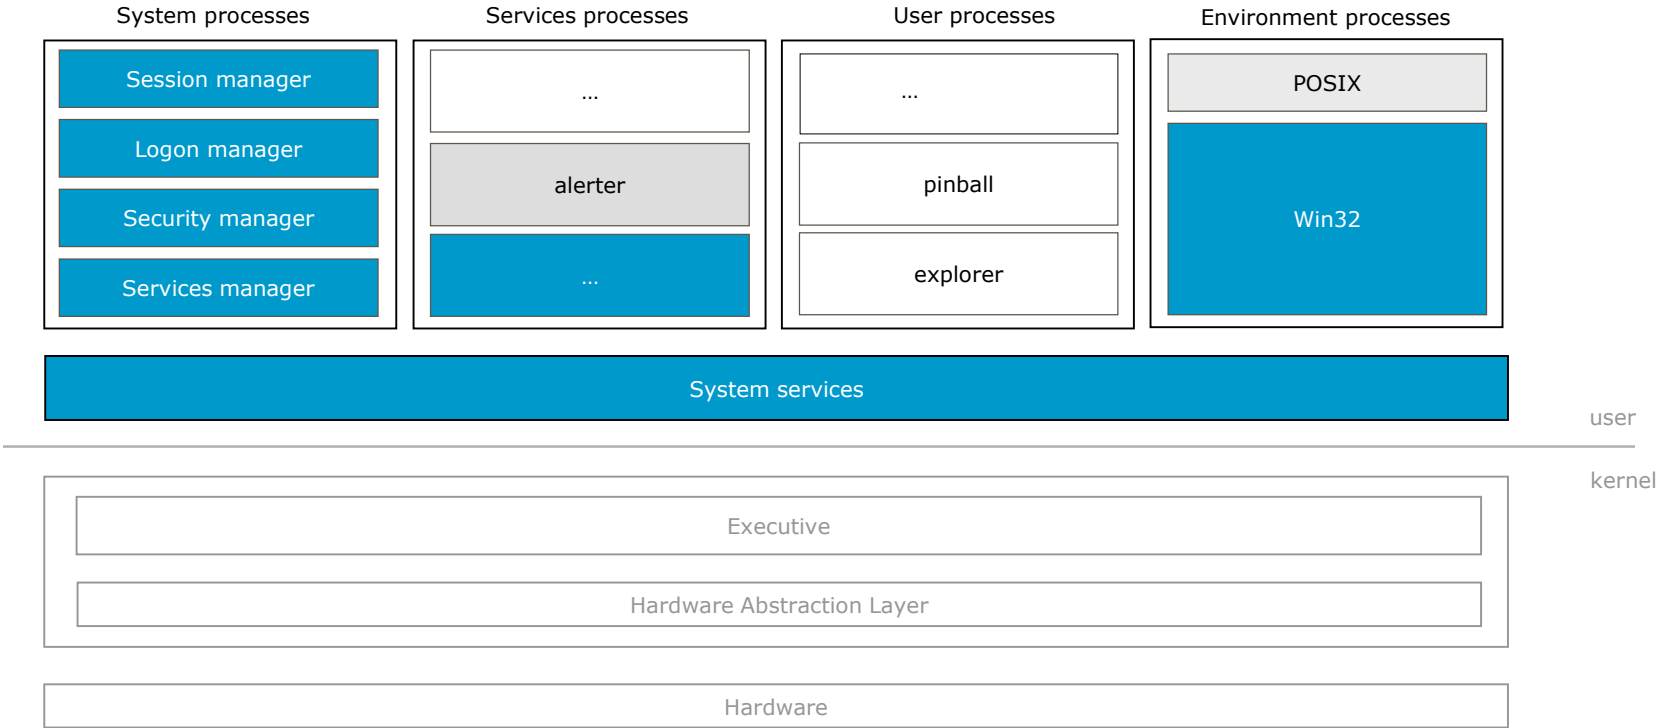 System processes
Services processes
User processes
Environment processes
Session manager
Logon manager
Security manager
Services manager
...
alerter
...
...
pinball
explorer
POSIX
Win32
System services
user
kernel
Executive
Hardware Abstraction Layer
Hardware